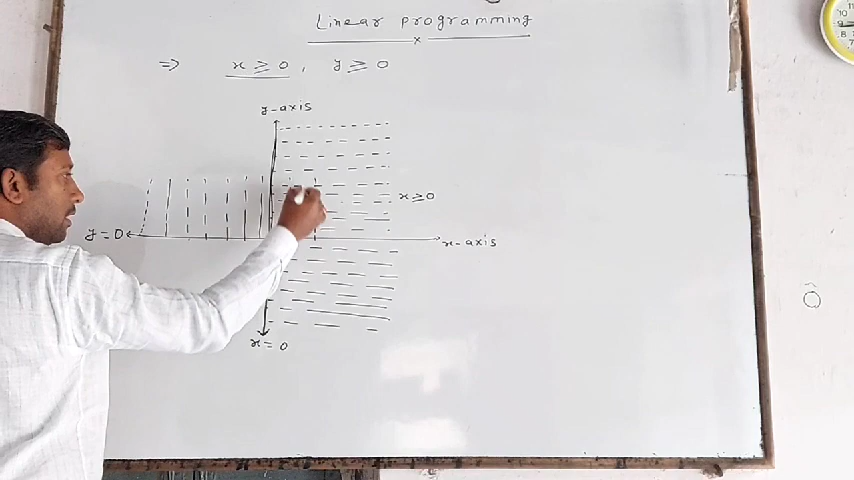 Linear programming
⇒ x ≥ 0, y ≥ 0
y-axis
x ≥ 0
y = 0
x-axis
x = 0